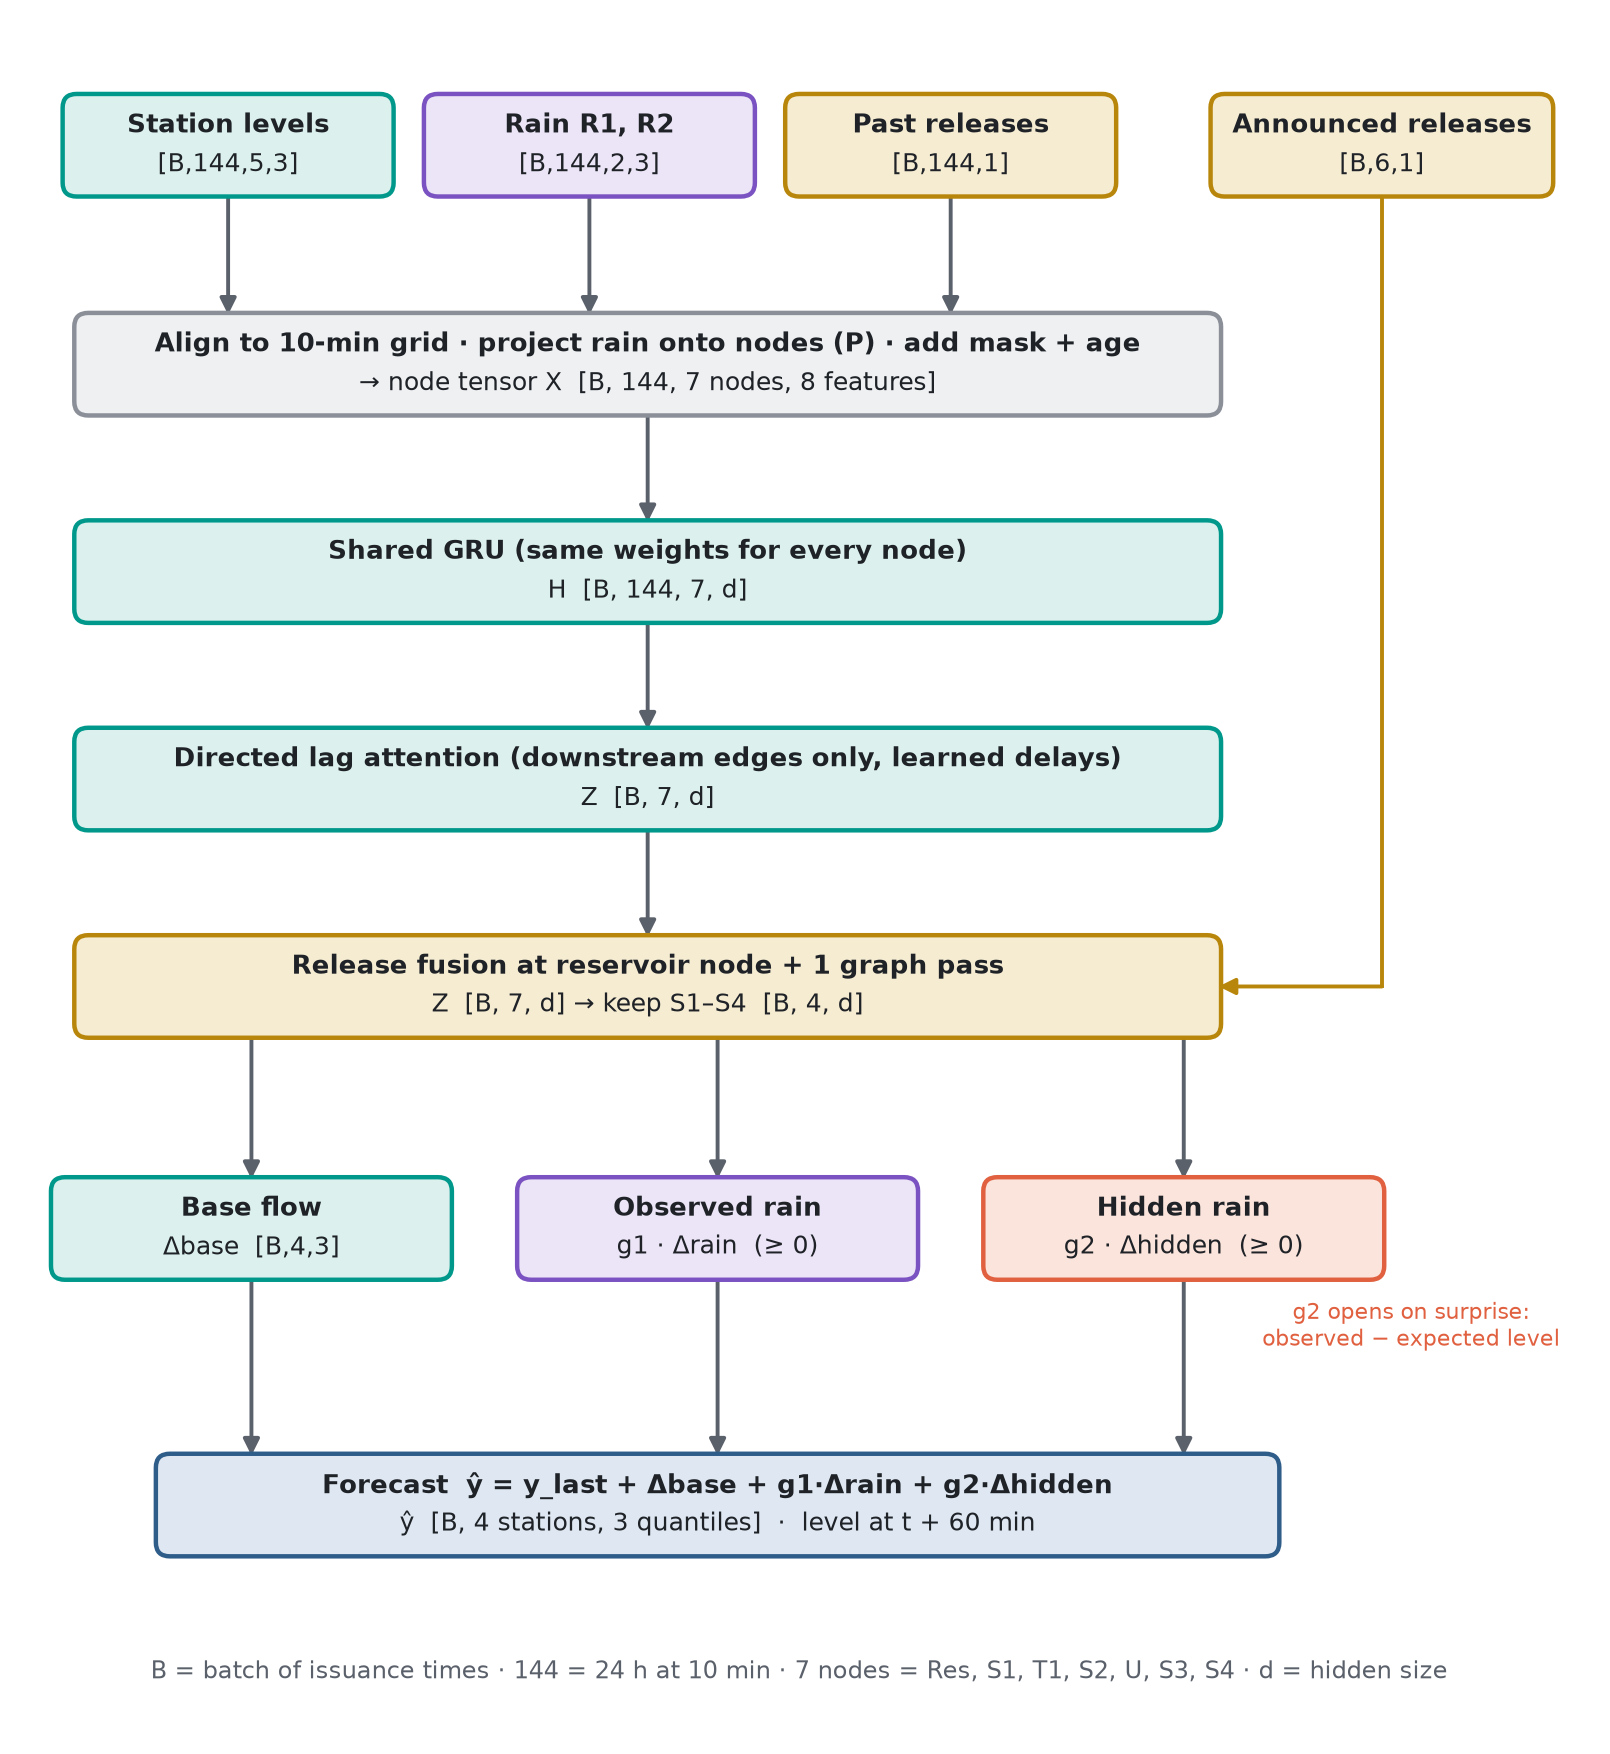 Station levels
[B,144,5,3]
Rain R1, R2
[B,144,2,3]
Past releases
[B,144,1]
Announced releases
[B,6,1]
Align to 10-min grid · project rain onto nodes (P) · add mask + age
→ node tensor X [B, 144, 7 nodes, 8 features]
Shared GRU (same weights for every node)
H [B, 144, 7, d]
Directed lag attention (downstream edges only, learned delays)
Z [B, 7, d]
Release fusion at reservoir node + 1 graph pass
Z [B, 7, d] → keep S1–S4 [B, 4, d]
Base flow
Δbase [B,4,3]
Observed rain
g1 · Δrain (≥ 0)
Hidden rain
g2 · Δhidden (≥ 0)
g2 opens on surprise:
observed − expected level
Forecast ŷ = y_last + Δbase + g1·Δrain + g2·Δhidden
ŷ [B, 4 stations, 3 quantiles] · level at t + 60 min
B = batch of issuance times · 144 = 24 h at 10 min · 7 nodes = Res, S1, T1, S2, U, S3, S4 · d = hidden size